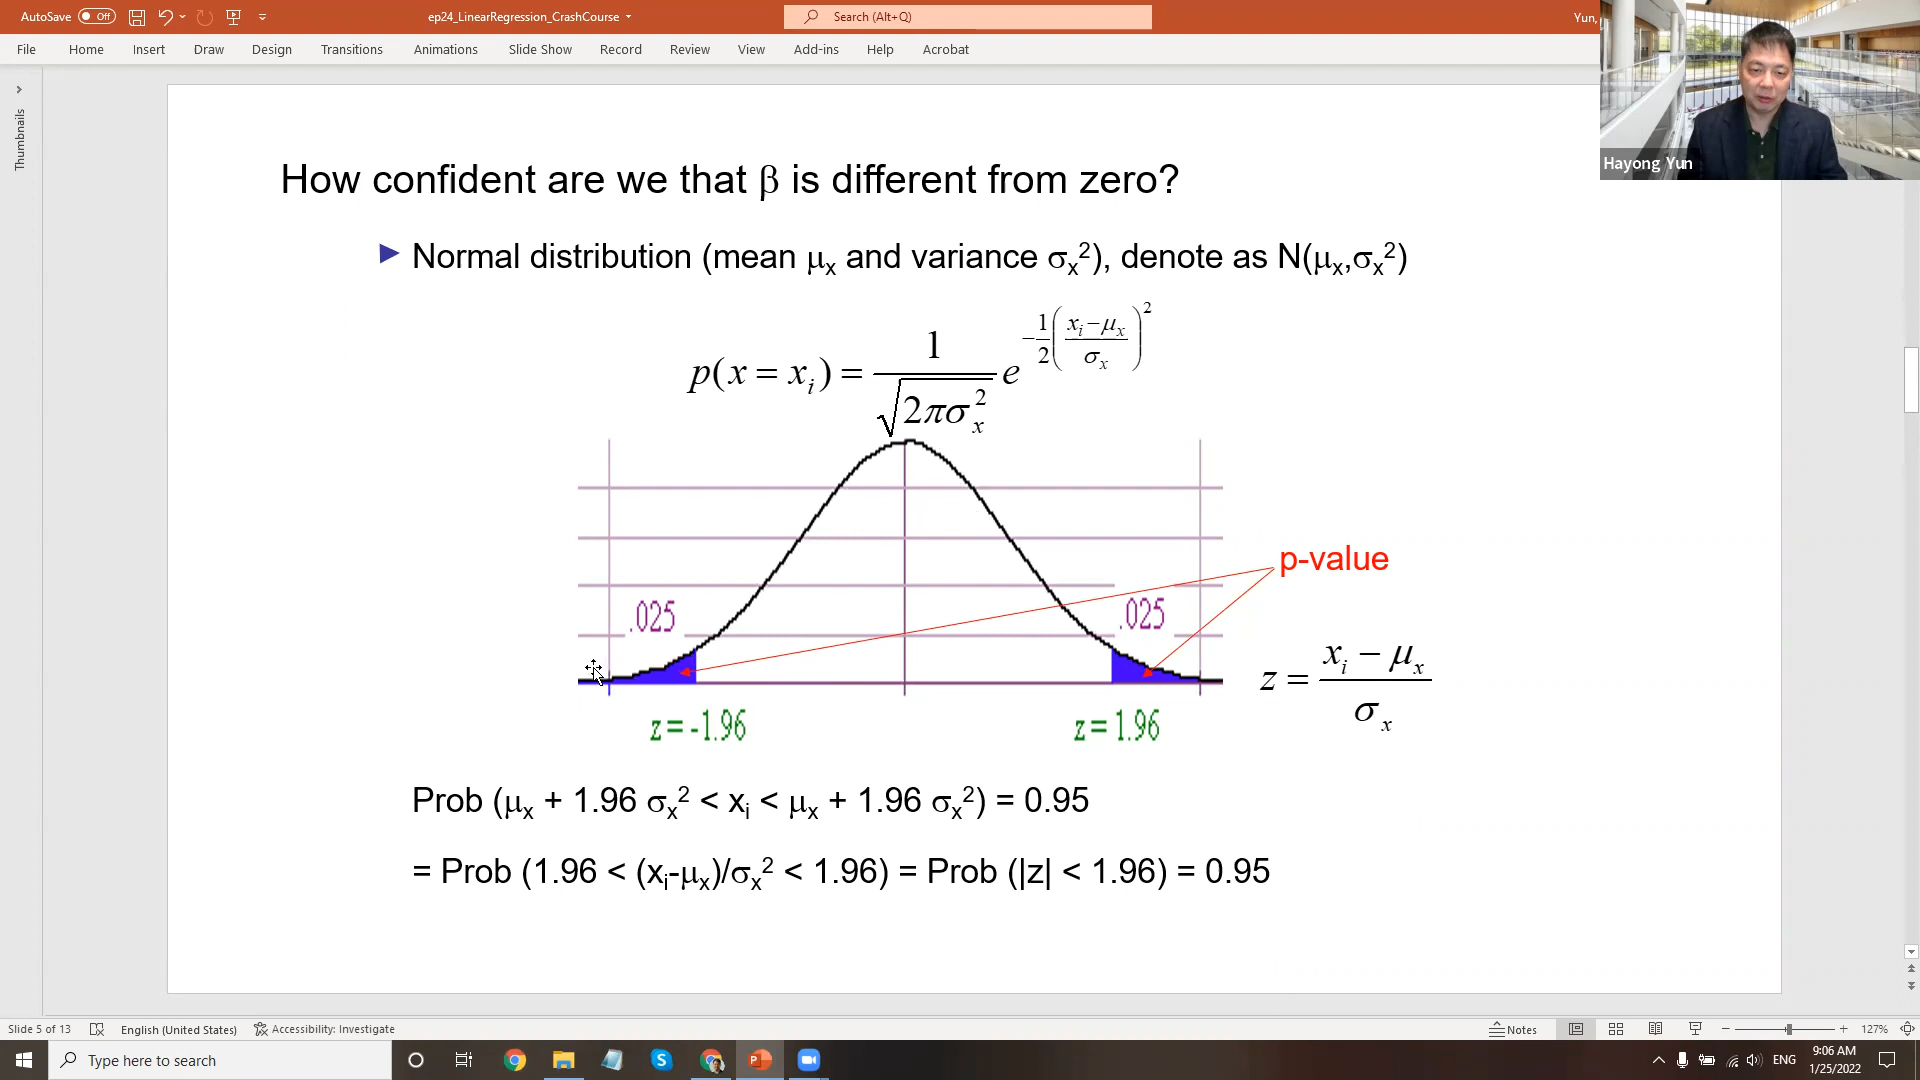 AutoSave Off ep24_LinearRegression_CrashCourse Search (Alt+Q) Yun,
File Home Insert Draw Design Transitions Animations Slide Show Record Review View Add-ins Help Acrobat
Thumbnails
Hayong Yun
How confident are we that β is different from zero?
► Normal distribution (mean μx and variance σx²), denote as N(μx,σx²)
p(x = xi) = 1 / √(2πσx²) e^(-1/2((xi−μx)/σx)²)
p-value
.025 .025
z = (xi − μx) / σx
z = -1.96 z = 1.96
Prob (μx + 1.96 σx² < xi < μx + 1.96 σx²) = 0.95
= Prob (1.96 < (xi-μx)/σx² < 1.96) = Prob (|z| < 1.96) = 0.95
Slide 5 of 13 English (United States) Accessibility: Investigate Notes 127%
Type here to search ENG 9:06 AM
1/25/2022